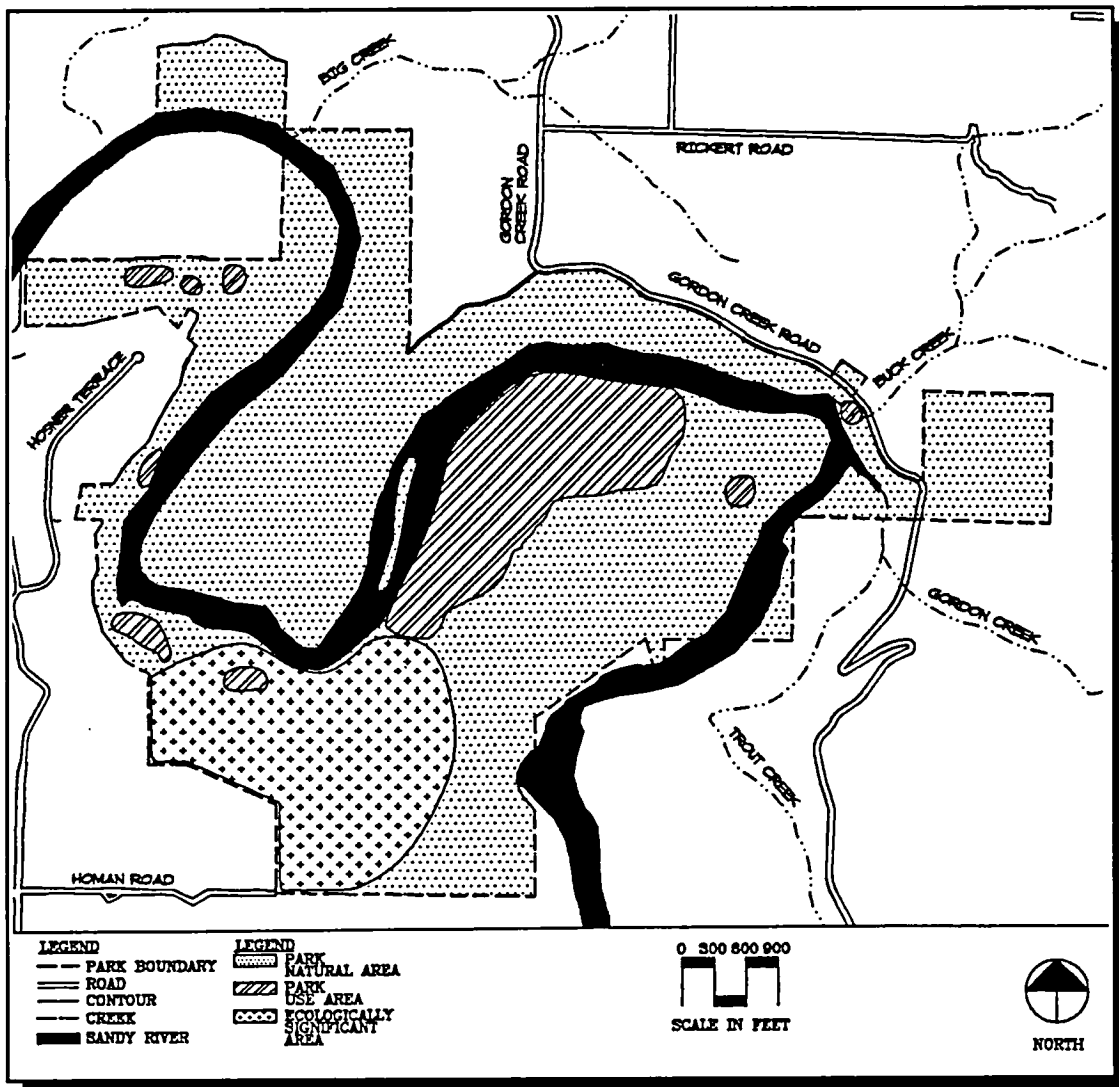 BIG CREEK
RICKERT ROAD
GORDON
CREEK ROAD
GORDON CREEK ROAD
BUCK CREEK
HOSNER TERRACE
GORDON CREEK
TROUT CREEK
HOMAN ROAD
LEGEND
PARK BOUNDARY
ROAD
CONTOUR
CREEK
SANDY RIVER
LEGEND
PARK
NATURAL AREA
PARK
USE AREA
ECOLOGICALLY
SIGNIFICANT
AREA
0 300 600 900
SCALE IN FEET
NORTH